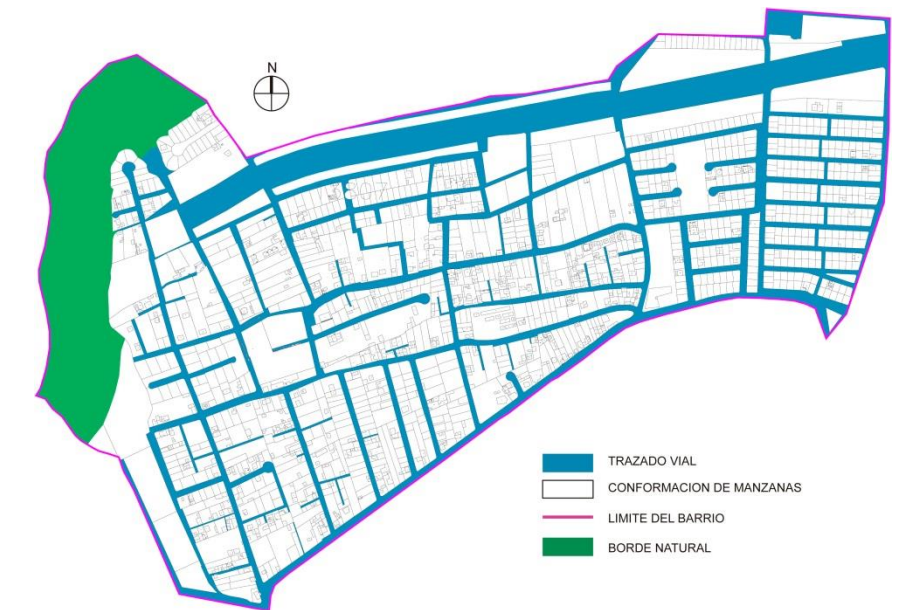 N
TRAZADO VIAL
CONFORMACION DE MANZANAS
LIMITE DEL BARRIO
BORDE NATURAL